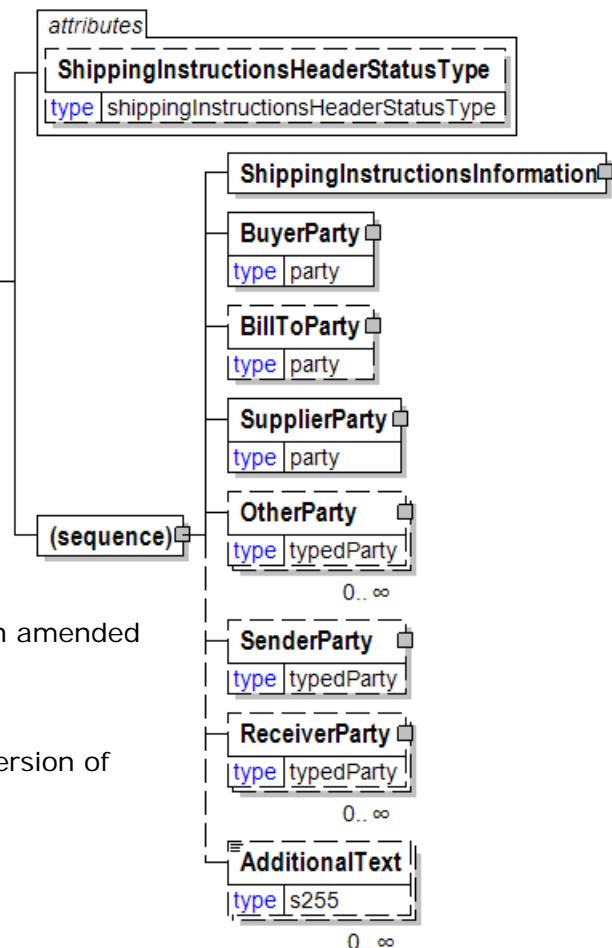 attributes
ShippingInstructionsHeaderStatusType
type shippingInstructionsHeaderStatusType
ShippingInstructionsInformation
BuyerParty
type party
BillToParty
type party
SupplierParty
type party
OtherParty
(sequence)
type typedParty
0.. ∞
n amended
SenderParty
type typedParty
ReceiverParty
ersion of
type typedParty
0.. ∞
AdditionalText
type s255
0.. ∞